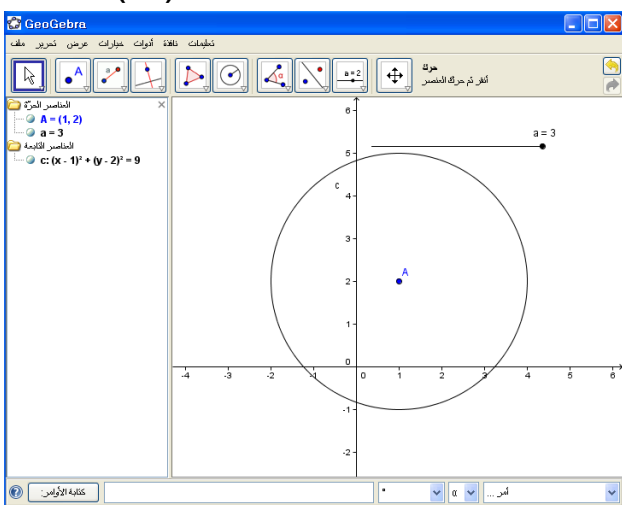 GeoGebra
ملف تحرير عرض خيارات أدوات نافذة تعليمات
حرك
أنقر ثم حرك العنصر
a = 2
العناصر الحرّة
A = (1, 2)
a = 3
العناصر التابعة
c: (x - 1)² + (y - 2)² = 9
a = 3
c
A
6
5
4
3
2
1
0
-1
-2
-4 -3 -2 -1 0 1 2 3 4 5 6
كتابة الأوامر:
α
أمر ...